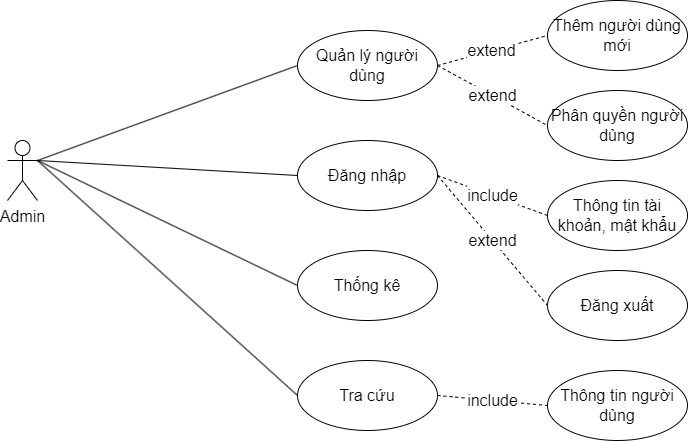 Thêm người dùng
mới
extend
Quản lý người
dùng
extend
Phân quyền người
dùng
Admin
Đăng nhập
include
Thông tin tài
khoản, mật khẩu
extend
Thống kê
Đăng xuất
Tra cứu
include
Thông tin người
dùng